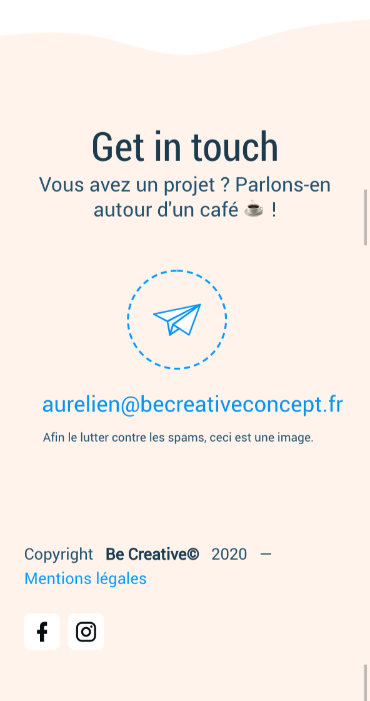 Get in touch
Vous avez un projet ? Parlons-en
autour d'un café ☕ !
aurelien@becreativeconcept.fr
Afin le lutter contre les spams, ceci est une image.
Copyright Be Creative© 2020 —
Mentions légales